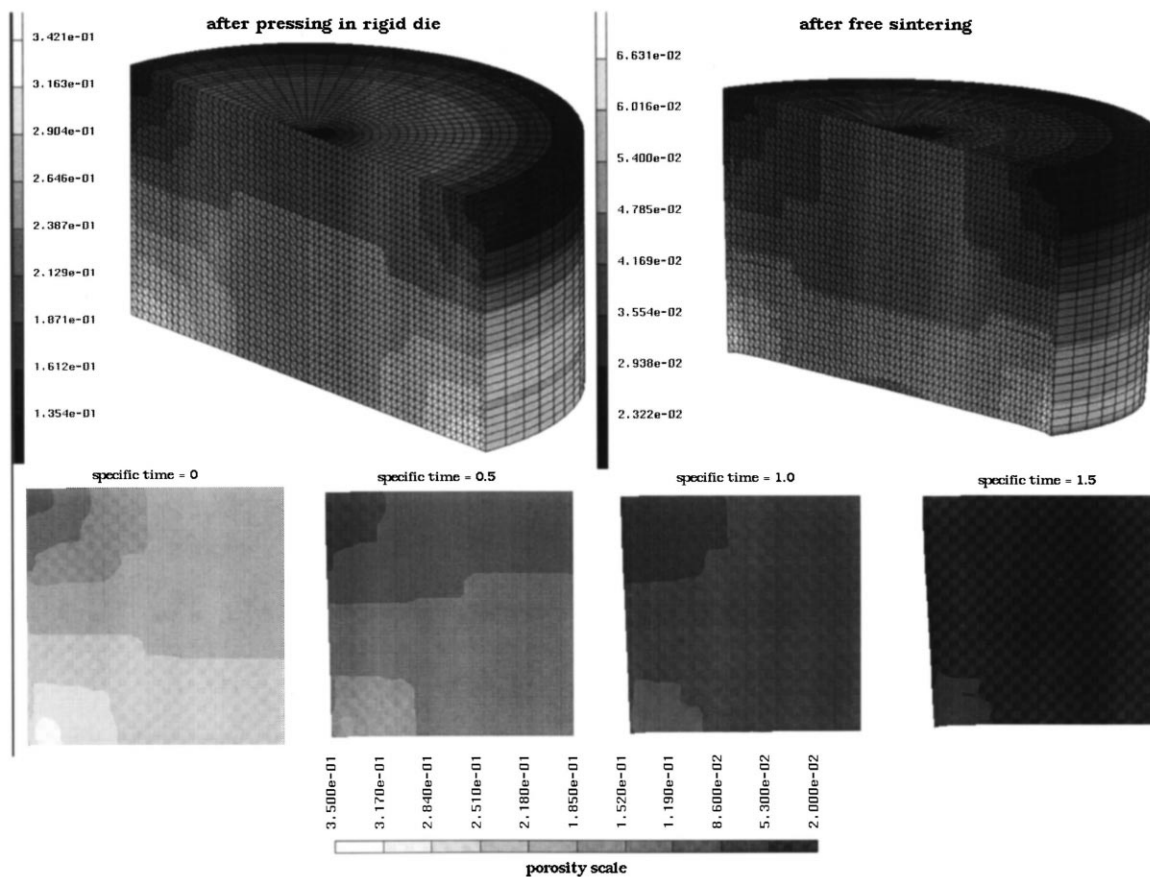 after pressing in rigid die
3.421e-01
3.163e-01
2.904e-01
2.646e-01
2.387e-01
2.129e-01
1.871e-01
1.612e-01
1.354e-01
after free sintering
6.631e-02
6.016e-02
5.400e-02
4.785e-02
4.169e-02
3.554e-02
2.938e-02
2.322e-02
specific time = 0
specific time = 0.5
specific time = 1.0
specific time = 1.5
3.500e-01
3.170e-01
2.840e-01
2.510e-01
2.180e-01
1.850e-01
1.520e-01
1.190e-01
8.600e-02
5.300e-02
2.000e-02
porosity scale